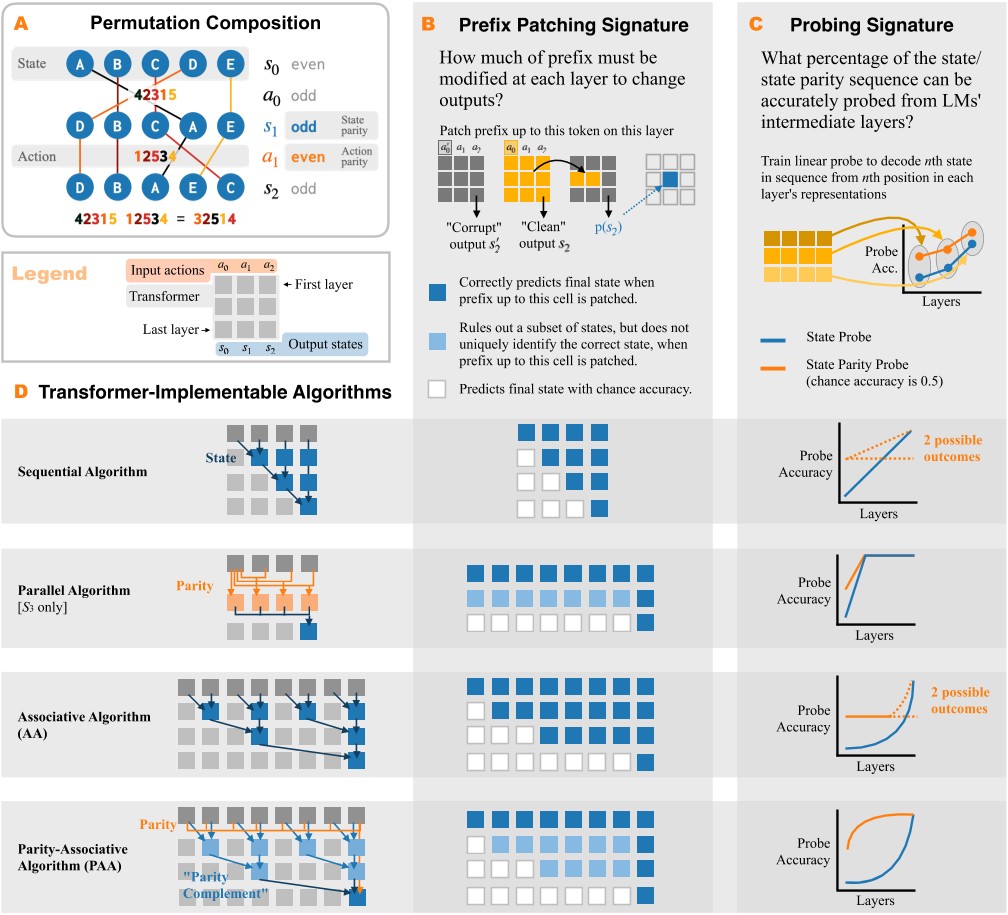 A Permutation Composition
State A B C D E s0 even
42315 a0 odd
D B C A E s1 odd State parity
Action 12534 a1 even Action parity
D B A E C s2 odd
42315 12534 = 32514
Legend
Input actions a0 a1 a2
Transformer
First layer
Last layer
s0 s1 s2 Output states
B Prefix Patching Signature
How much of prefix must be
modified at each layer to change
outputs?
Patch prefix up to this token on this layer
a0' a1 a2 a0 a1 a2
"Corrupt"
output s2'
"Clean"
output s2
p(s2)
Correctly predicts final state when
prefix up to this cell is patched.
Rules out a subset of states, but does not
uniquely identify the correct state, when
prefix up to this cell is patched.
Predicts final state with chance accuracy.
C Probing Signature
What percentage of the state/
state parity sequence can be
accurately probed from LMs'
intermediate layers?
Train linear probe to decode nth state
in sequence from nth position in each
layer's representations
Probe
Acc.
Layers
State Probe
State Parity Probe
(chance accuracy is 0.5)
D Transformer-Implementable Algorithms
Sequential Algorithm
State
Probe
Accuracy
2 possible
outcomes
Layers
Parallel Algorithm
[S3 only]
Parity
Probe
Accuracy
Layers
Associative Algorithm
(AA)
Probe
Accuracy
2 possible
outcomes
Layers
Parity-Associative
Algorithm (PAA)
Parity
"Parity
Complement"
Probe
Accuracy
Layers